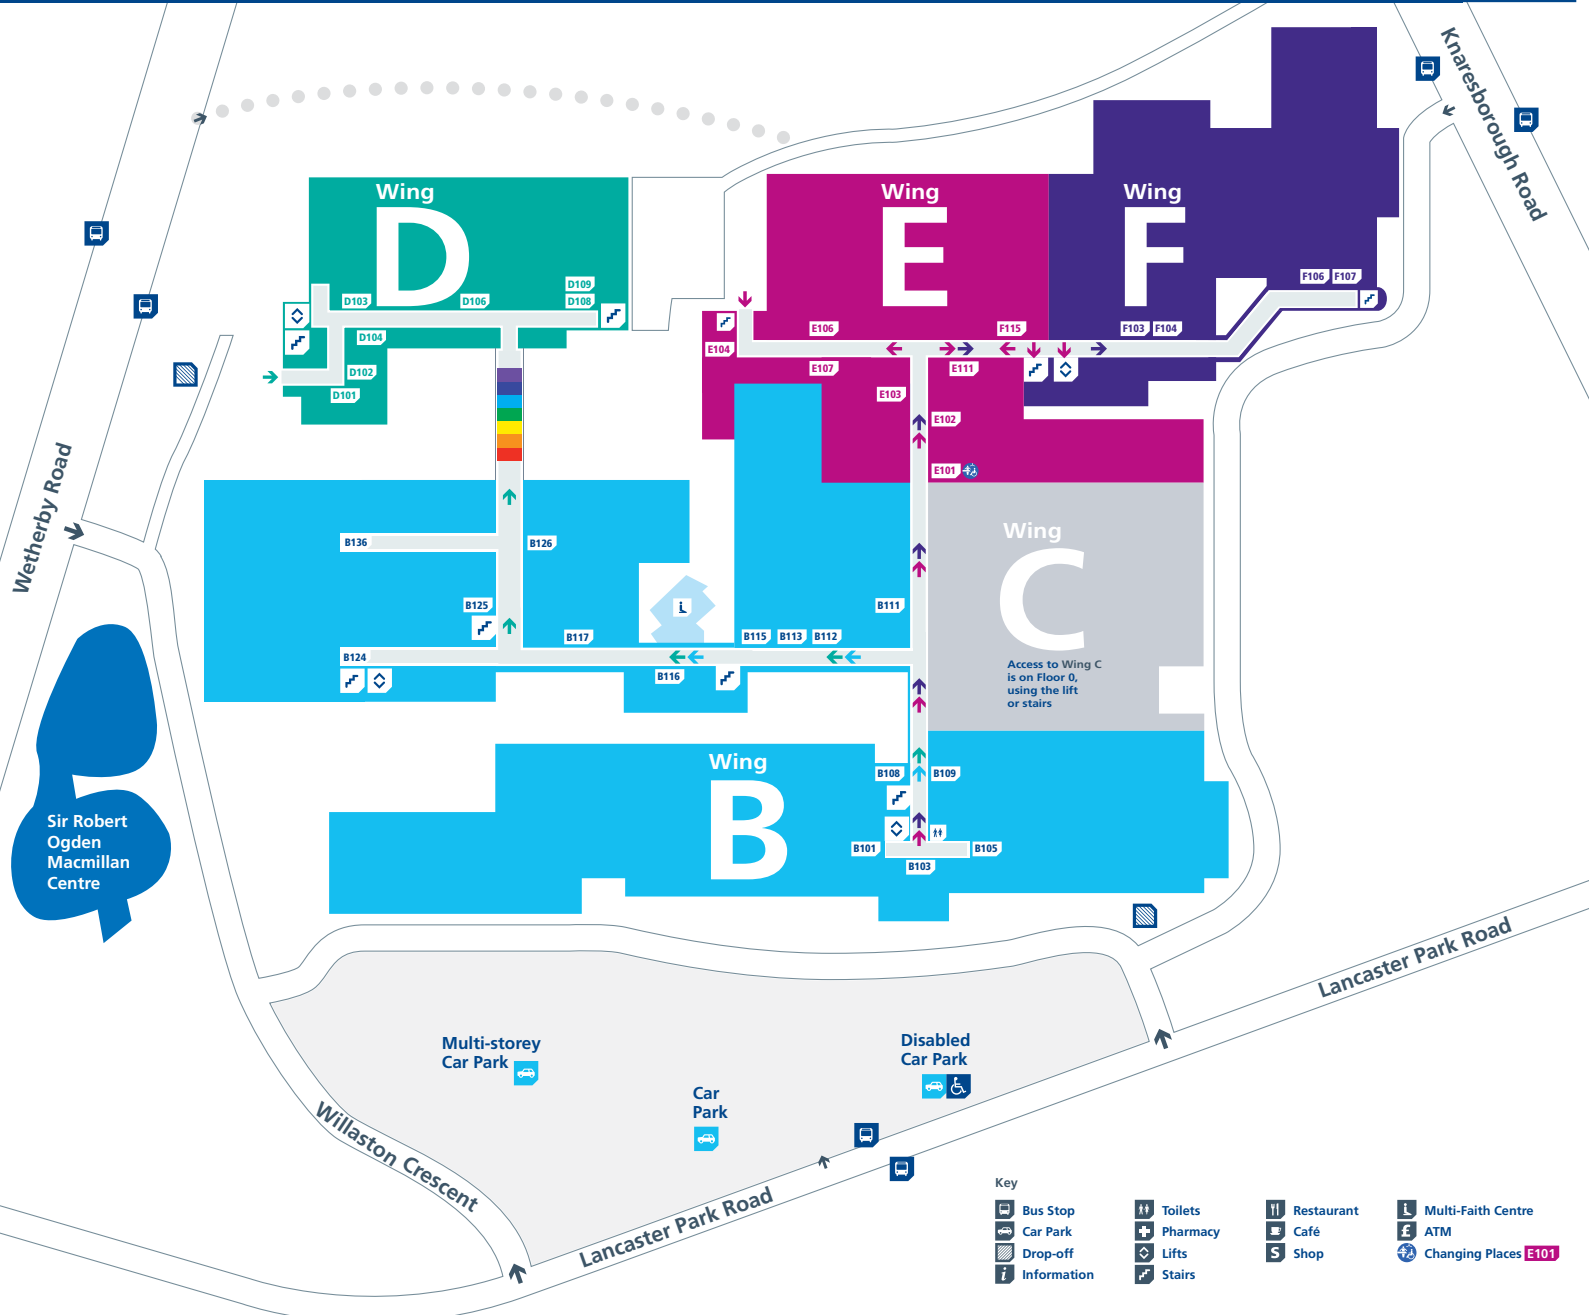 Knaresborough Road
Wing
D
Wing
E
Wing
F
D109
D103
D106
D108
F106
F107
D104
E106
F115
F103
F104
E104
D102
E107
E111
D101
E103
E102
Wetherby Road
E101
Wing
C
B136
B126
B125
B111
B117
B115
B113
B112
B124
B116
Access to Wing C
is on Floor 0,
using the lift
or stairs
Wing
B
B108
B109
Sir Robert
Ogden
Macmillan
Centre
B101
B105
B103
Lancaster Park Road
Multi-storey
Car Park
Disabled
Car Park
Car
Park
Willaston Crescent
Lancaster Park Road
Key
Bus Stop
Car Park
Drop-off
i Information
Toilets
Pharmacy
Lifts
Stairs
Restaurant
Café
S Shop
Multi-Faith Centre
£ ATM
Changing Places E101